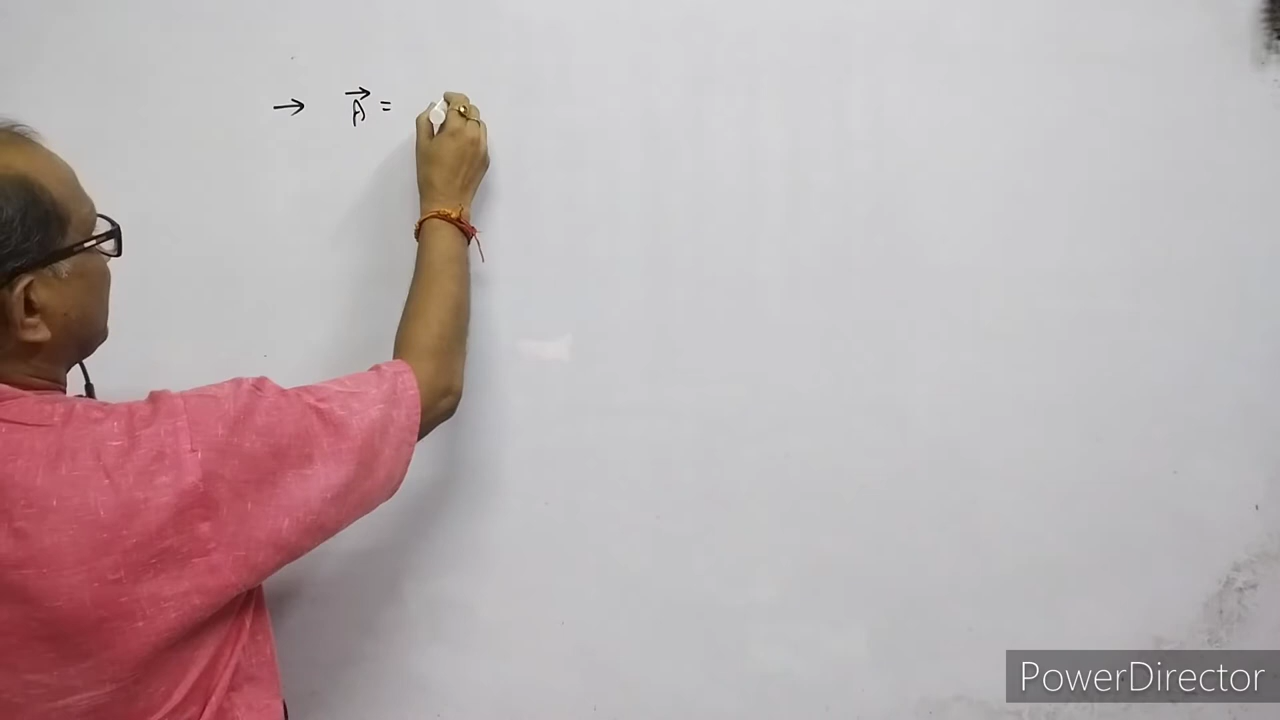 → A⃗ =
PowerDirector